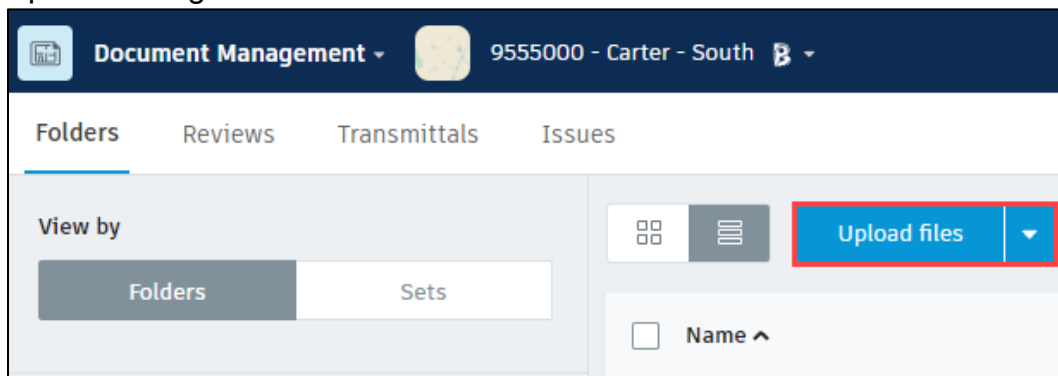 Document Management
9555000 - Carter - South
Folders Reviews Transmittals Issues
View by
Upload files
Folders Sets
Name